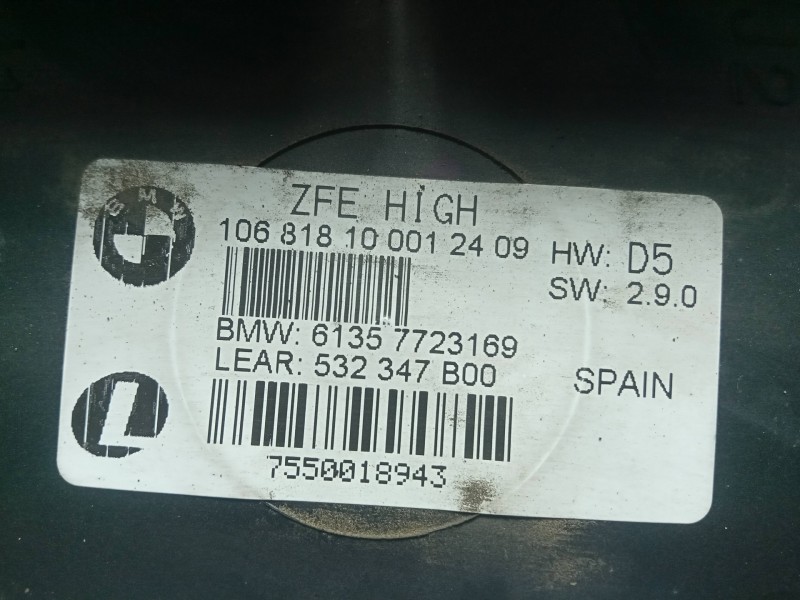 BMW
ZFE HIGH
106 818 10 001 24 09
HW: D5
SW: 2.9.0
BMW: 6135 7723169
LEAR: 532 347 B00
SPAIN
L
7550018943